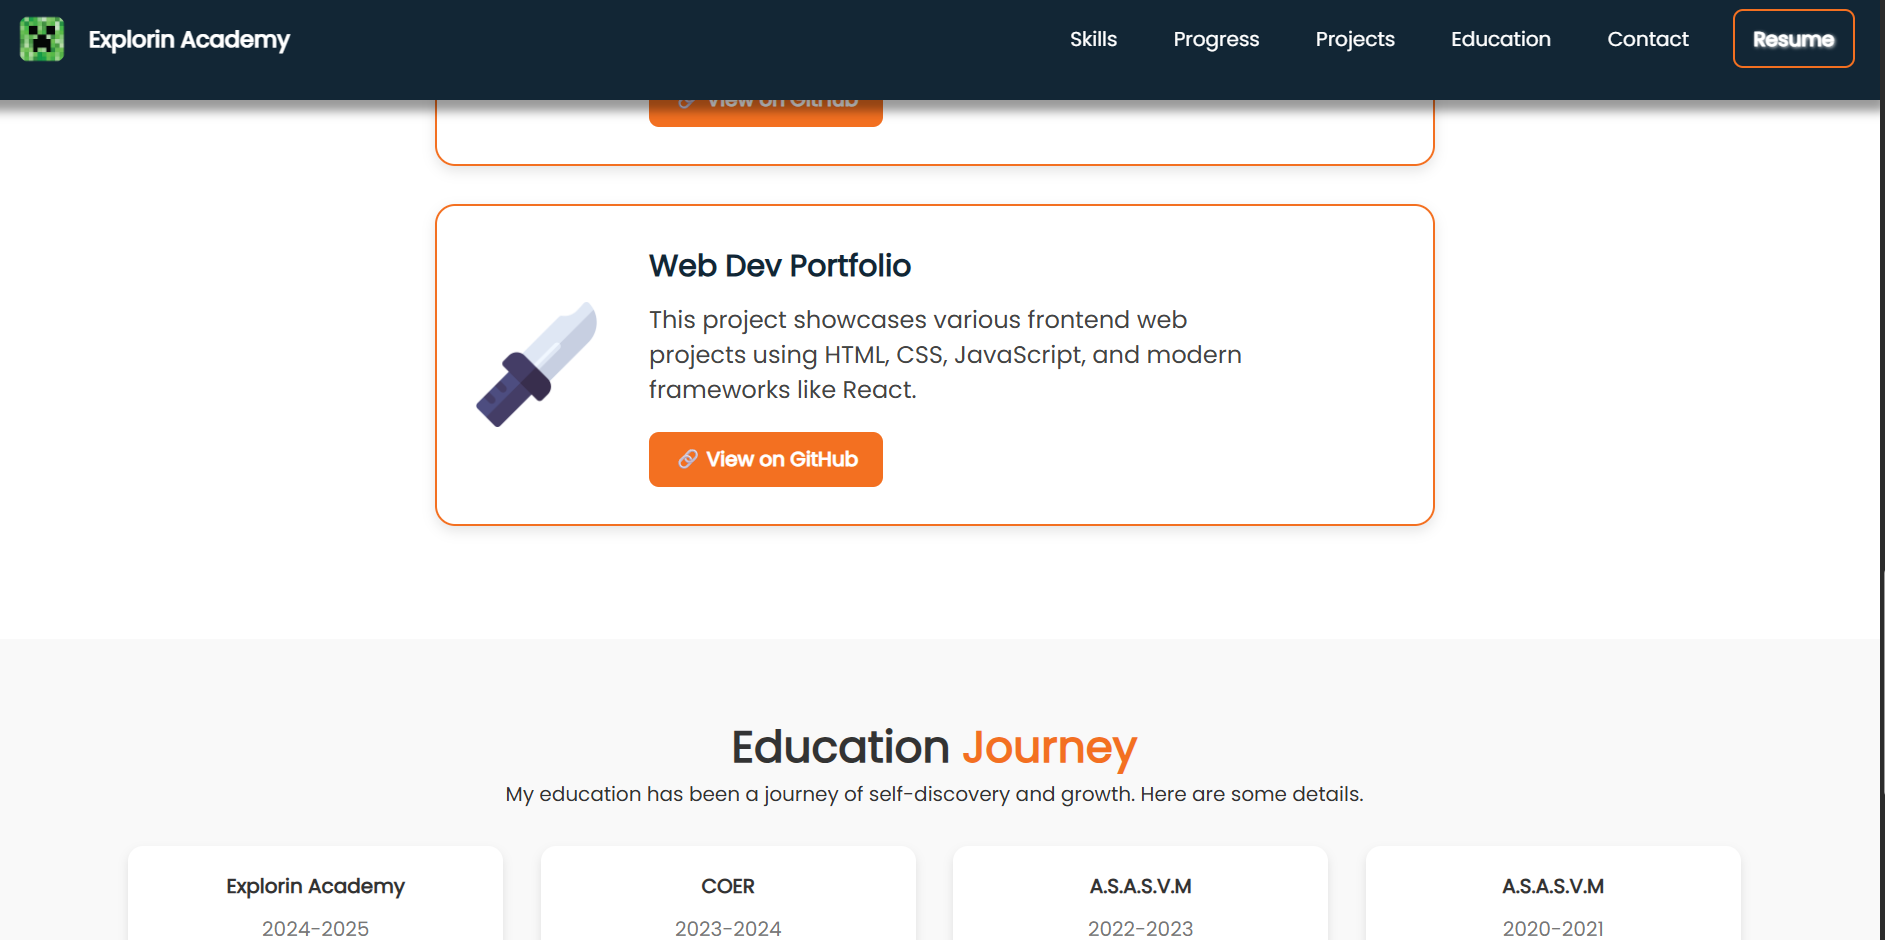 Explorin Academy
Skills
Progress
Projects
Education
Contact
Resume
View on GitHub
Web Dev Portfolio
This project showcases various frontend web
projects using HTML, CSS, JavaScript, and modern
frameworks like React.
View on GitHub
Education Journey
My education has been a journey of self-discovery and growth. Here are some details.
Explorin Academy
2024-2025
COER
2023-2024
A.S.A.S.V.M
2022-2023
A.S.A.S.V.M
2020-2021